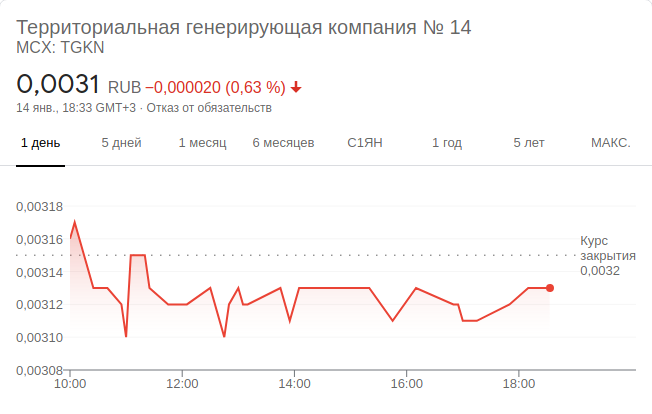 Территориальная генерирующая компания № 14
MCX: TGKN
0,0031 RUB −0,000020 (0,63 %)
14 янв., 18:33 GMT+3 · Отказ от обязательств
1 день 5 дней 1 месяц 6 месяцев С1ЯН 1 год 5 лет МАКС.
0,00318
0,00316
Курс
закрытия
0,0032
0,00314
0,00312
0,00310
0,00308
10:00 12:00 14:00 16:00 18:00